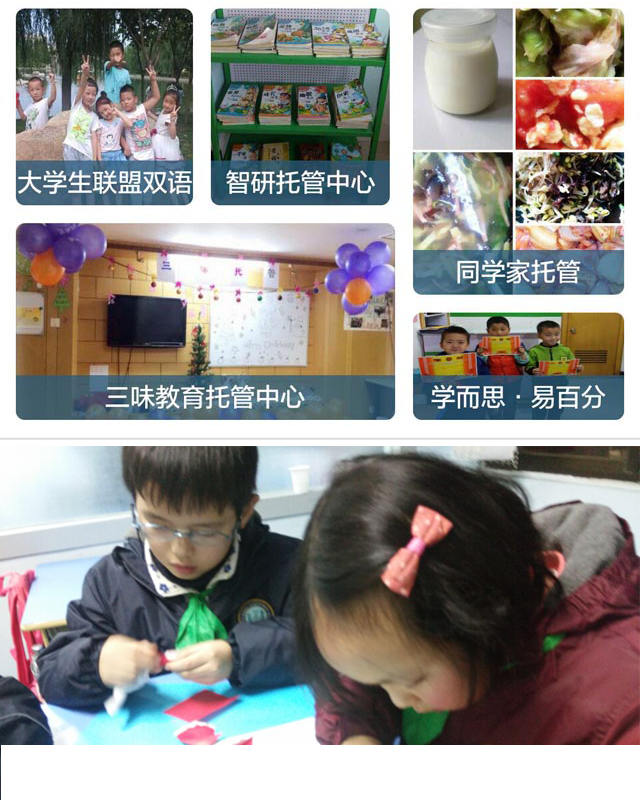 大学生联盟双语
智研托管中心
同学家托管
三味教育托管中心
学而思·易百分